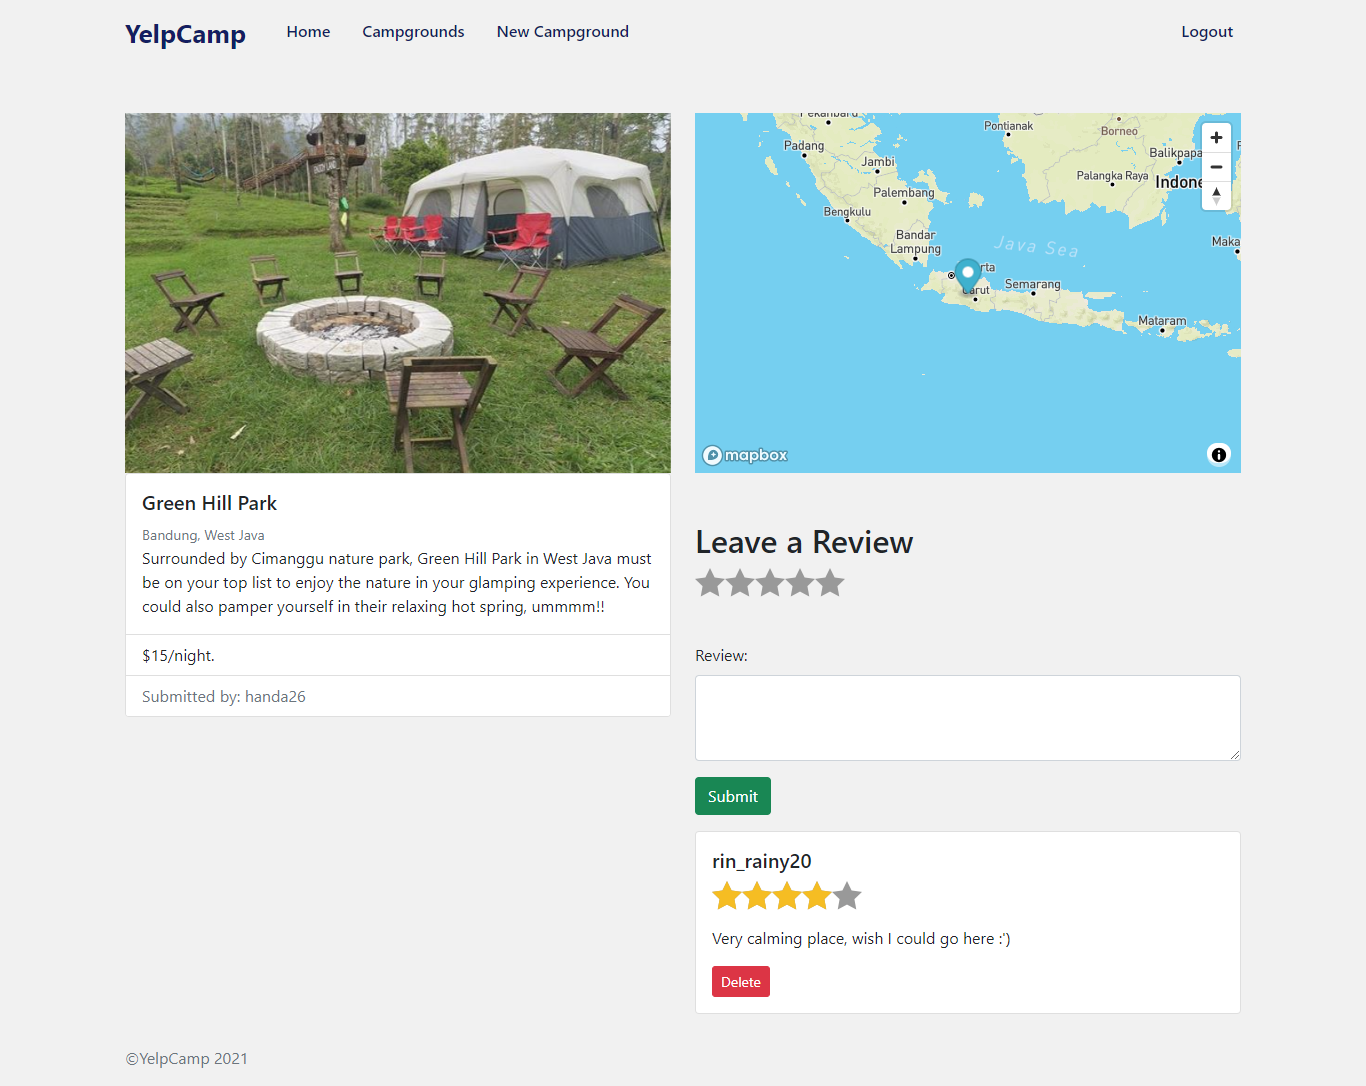 YelpCamp
Home
Campgrounds
New Campground
Logout
Padang
Jambi
Palembang
Bengkulu
Bandar
Lampung
Pontianak
Borneo
Balikpapa
Palangka Raya
Indone
Java Sea
Maka
rta
Garut
Semarang
Mataram
mapbox
Green Hill Park
Bandung, West Java
Surrounded by Cimanggu nature park, Green Hill Park in West Java must
be on your top list to enjoy the nature in your glamping experience. You
could also pamper yourself in their relaxing hot spring, ummmm!!
$15/night.
Submitted by: handa26
Leave a Review
Review:
Submit
rin_rainy20
Very calming place, wish I could go here :')
Delete
©YelpCamp 2021